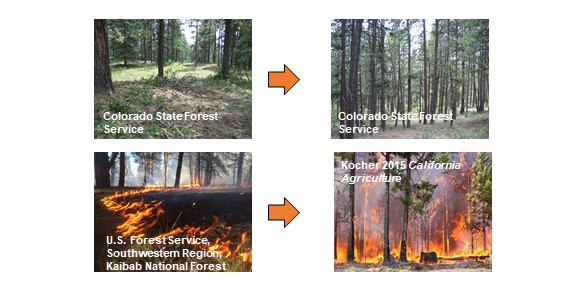 Colorado State Forest
Service
Colorado State Forest
Service
Kocher 2015 California
Agriculture
U.S. Forest Service,
Southwestern Region,
Kaibab National Forest